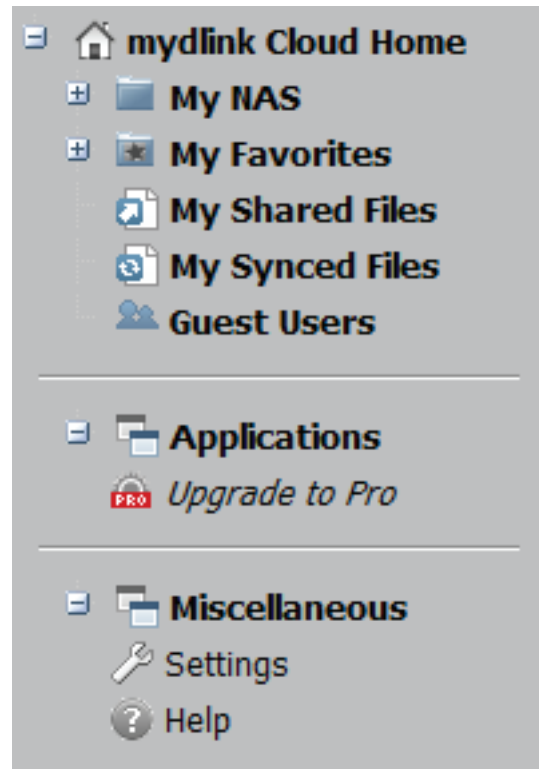 mydlink Cloud Home
My NAS
My Favorites
My Shared Files
My Synced Files
Guest Users
Applications
PRO Upgrade to Pro
Miscellaneous
Settings
? Help